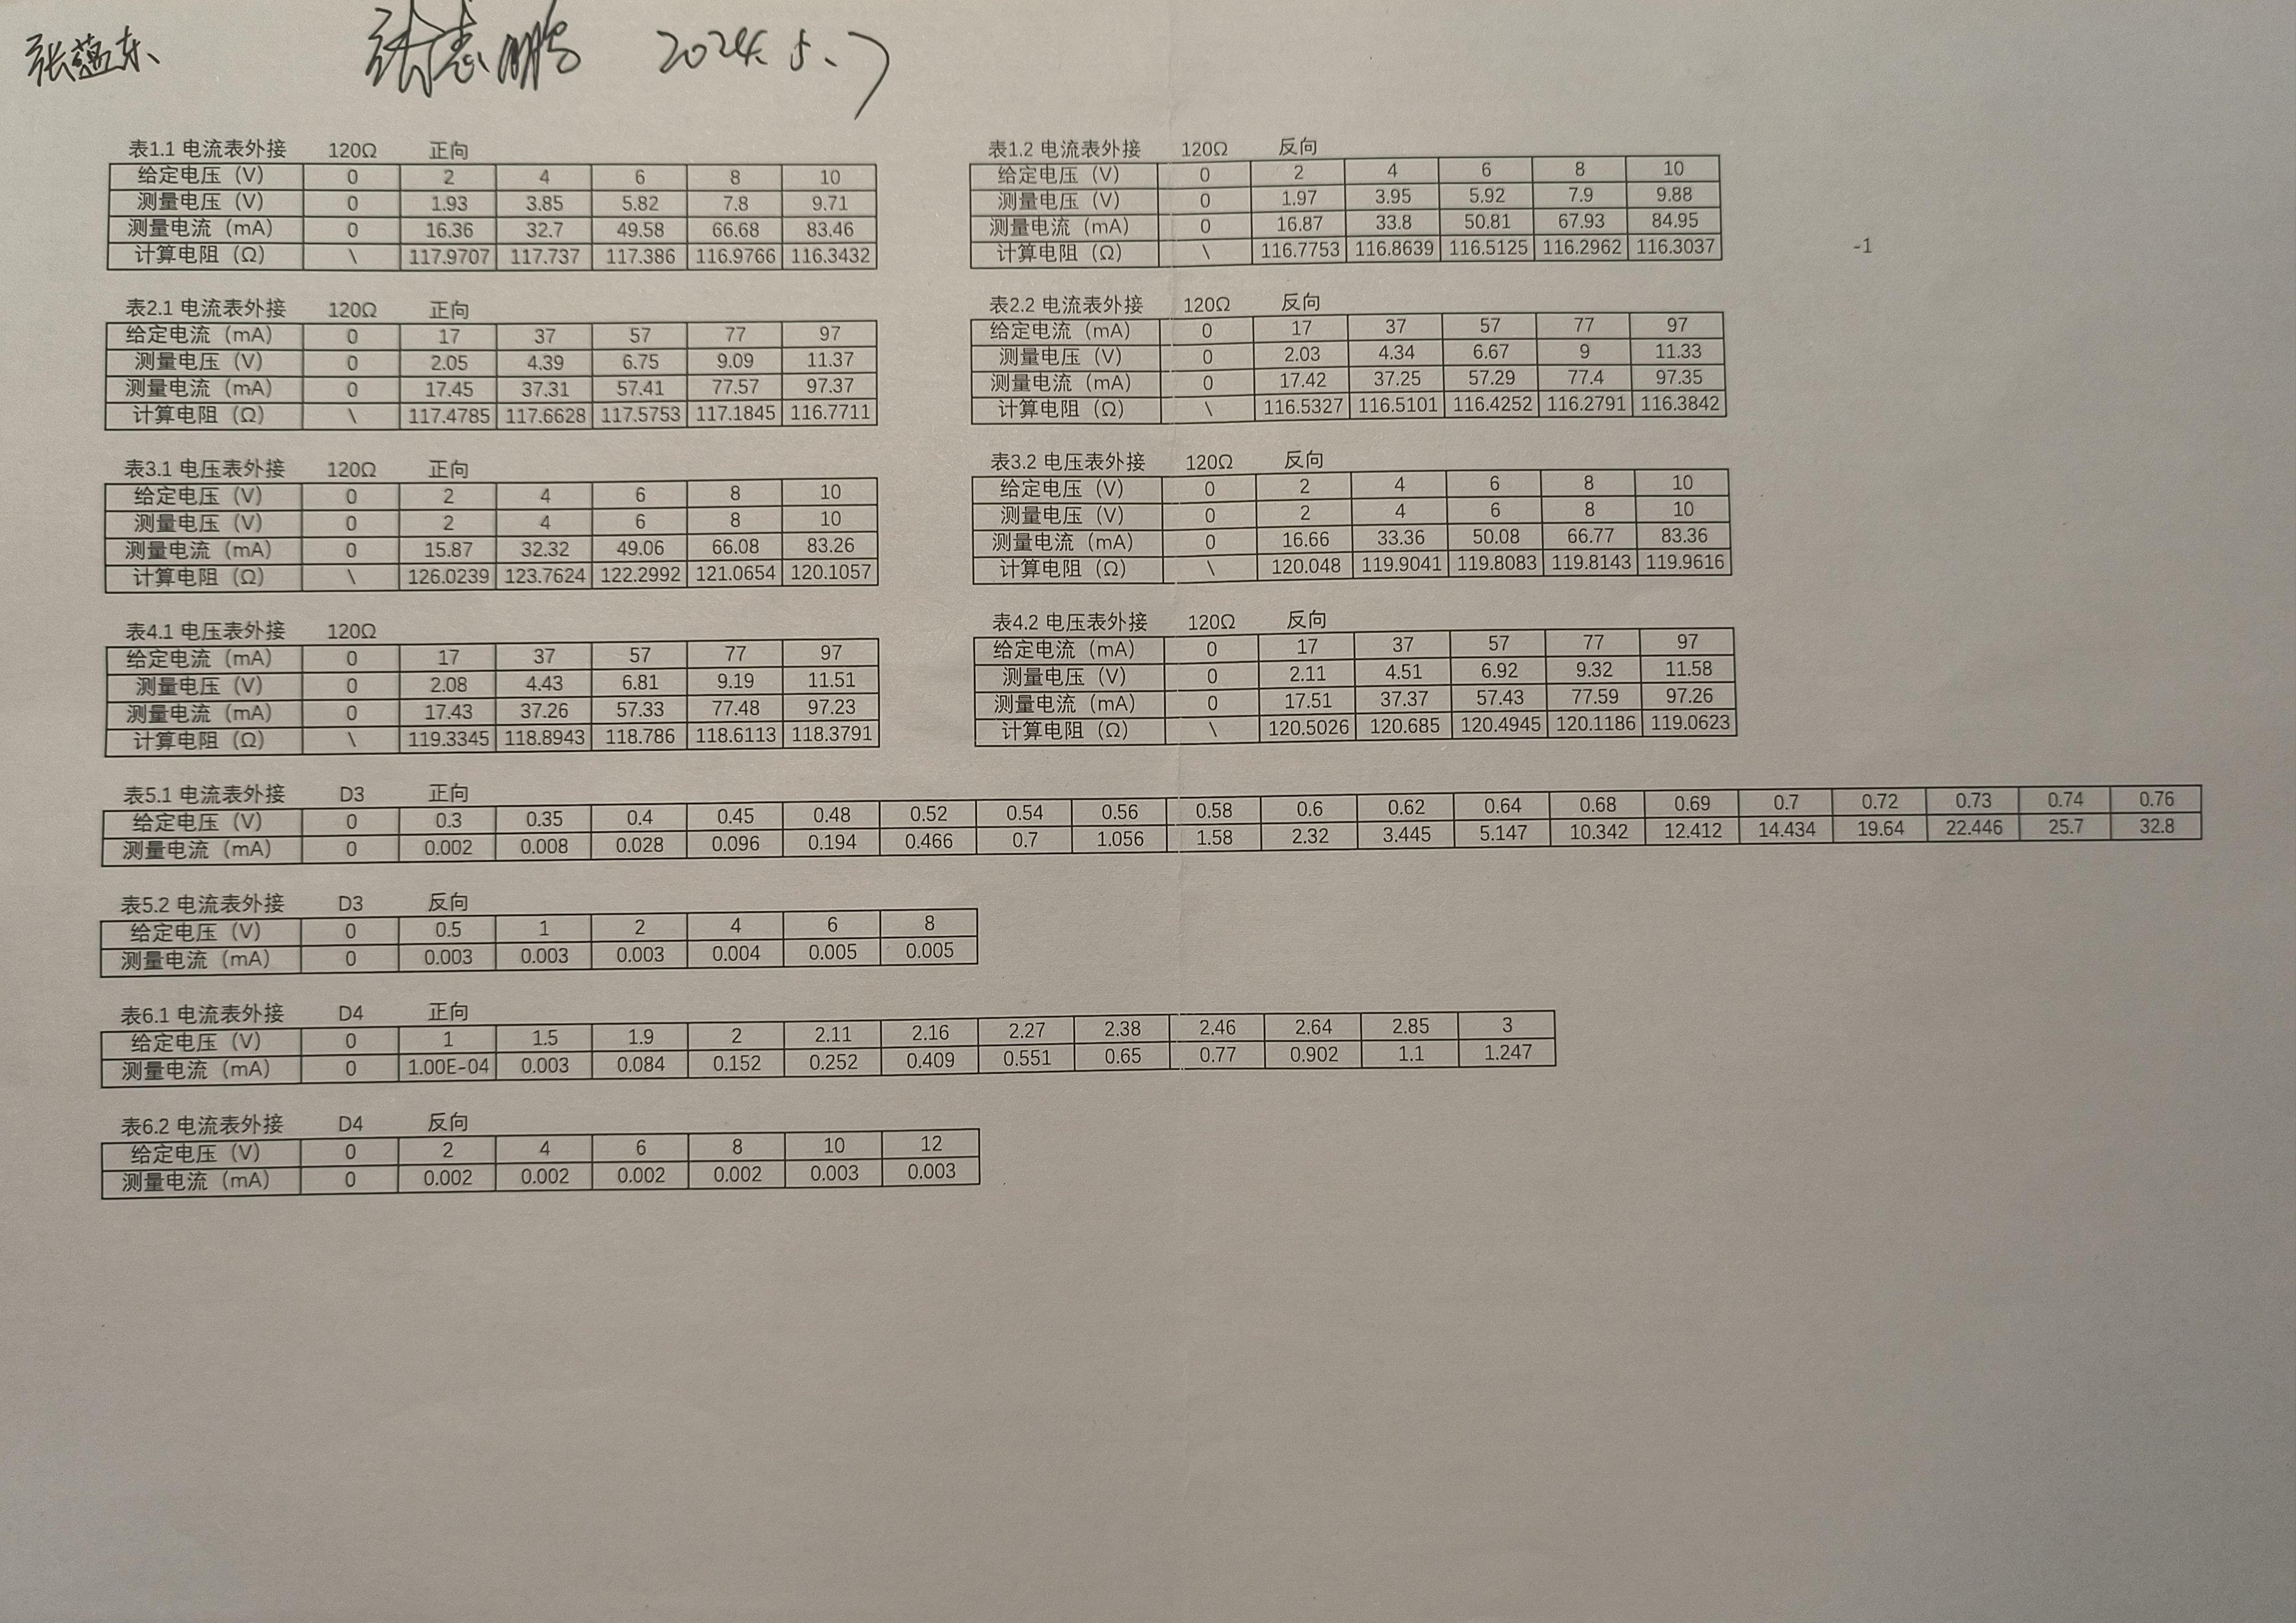 张蕴东、 张志鹏 2024.5.7
表1.1 电流表外接 120Ω 正向
给定电压（V） 0 2 4 6 8 10
测量电压（V） 0 1.93 3.85 5.82 7.8 9.71
测量电流（mA） 0 16.36 32.7 49.58 66.68 83.46
计算电阻（Ω） \ 117.9707 117.737 117.386 116.9766 116.3432
表1.2 电流表外接 120Ω 反向
给定电压（V） 0 2 4 6 8 10
测量电压（V） 0 1.97 3.95 5.92 7.9 9.88
测量电流（mA） 0 16.87 33.8 50.81 67.93 84.95
计算电阻（Ω） \ 116.7753 116.8639 116.5125 116.2962 116.3037
-1
表2.1 电流表外接 120Ω 正向
给定电流（mA） 0 17 37 57 77 97
测量电压（V） 0 2.05 4.39 6.75 9.09 11.37
测量电流（mA） 0 17.45 37.31 57.41 77.57 97.37
计算电阻（Ω） \ 117.4785 117.6628 117.5753 117.1845 116.7711
表2.2 电流表外接 120Ω 反向
给定电流（mA） 0 17 37 57 77 97
测量电压（V） 0 2.03 4.34 6.67 9 11.33
测量电流（mA） 0 17.42 37.25 57.29 77.4 97.35
计算电阻（Ω） \ 116.5327 116.5101 116.4252 116.2791 116.3842
表3.1 电压表外接 120Ω 正向
给定电压（V） 0 2 4 6 8 10
测量电压（V） 0 2 4 6 8 10
测量电流（mA） 0 15.87 32.32 49.06 66.08 83.26
计算电阻（Ω） \ 126.0239 123.7624 122.2992 121.0654 120.1057
表3.2 电压表外接 120Ω 反向
给定电压（V） 0 2 4 6 8 10
测量电压（V） 0 2 4 6 8 10
测量电流（mA） 0 16.66 33.36 50.08 66.77 83.36
计算电阻（Ω） \ 120.048 119.9041 119.8083 119.8143 119.9616
表4.1 电压表外接 120Ω
给定电流（mA） 0 17 37 57 77 97
测量电压（V） 0 2.08 4.43 6.81 9.19 11.51
测量电流（mA） 0 17.43 37.26 57.33 77.48 97.23
计算电阻（Ω） \ 119.3345 118.8943 118.786 118.6113 118.3791
表4.2 电压表外接 120Ω 反向
给定电流（mA） 0 17 37 57 77 97
测量电压（V） 0 2.11 4.51 6.92 9.32 11.58
测量电流（mA） 0 17.51 37.37 57.43 77.59 97.26
计算电阻（Ω） \ 120.5026 120.685 120.4945 120.1186 119.0623
表5.1 电流表外接 D3 正向
给定电压（V） 0 0.3 0.35 0.4 0.45 0.48 0.52 0.54 0.56 0.58 0.6 0.62 0.64 0.68 0.69 0.7 0.72 0.73 0.74 0.76
测量电流（mA） 0 0.002 0.008 0.028 0.096 0.194 0.466 0.7 1.056 1.58 2.32 3.445 5.147 10.342 12.412 14.434 19.64 22.446 25.7 32.8
表5.2 电流表外接 D3 反向
给定电压（V） 0 0.5 1 2 4 6 8
测量电流（mA） 0 0.003 0.003 0.003 0.004 0.005 0.005
表6.1 电流表外接 D4 正向
给定电压（V） 0 1 1.5 1.9 2 2.11 2.16 2.27 2.38 2.46 2.64 2.85 3
测量电流（mA） 0 1.00E-04 0.003 0.084 0.152 0.252 0.409 0.551 0.65 0.77 0.902 1.1 1.247
表6.2 电流表外接 D4 反向
给定电压（V） 0 2 4 6 8 10 12
测量电流（mA） 0 0.002 0.002 0.002 0.002 0.003 0.003